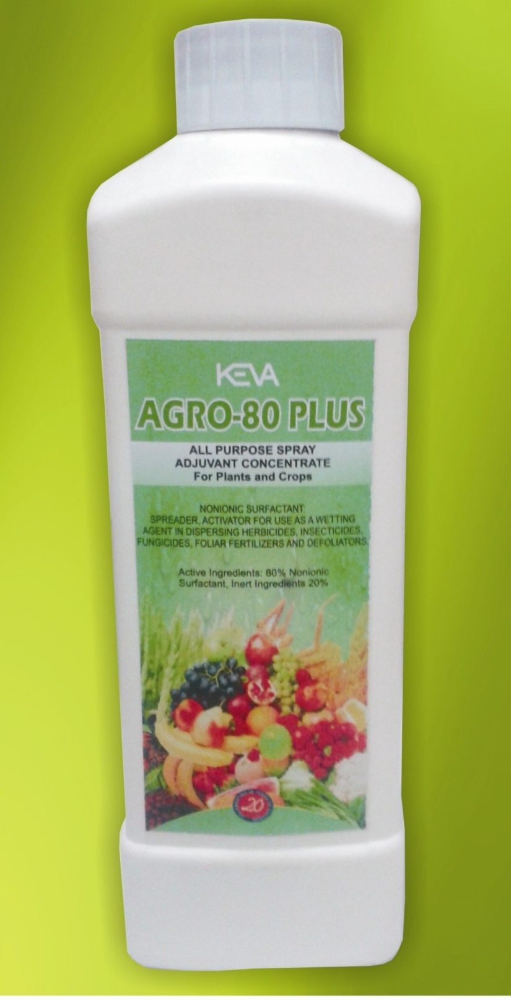 KEVA
AGRO-80 PLUS
ALL PURPOSE SPRAY
ADJUVANT CONCENTRATE
For Plants and Crops
NONIONIC SURFACTANT:
SPREADER, ACTIVATOR FOR USE AS A WETTING
AGENT IN DISPERSING HERBICIDES, INSECTICIDES,
FUNGICIDES, FOLIAR FERTILIZERS AND DEFOLIATORS.
Active Ingredients: 80% Nonionic
Surfactant, Inert Ingredients 20%
20